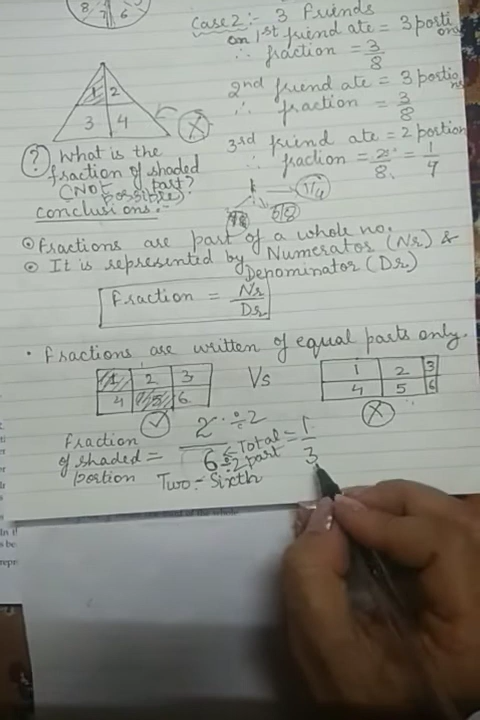 8 7 6
Case 2:- 3 Friends
on 1st friend ate = 3 portions
∴ fraction = 3/8
2nd friend ate = 3 portions
∴ fraction = 3/8
3rd friend ate = 2 portion
∴ fraction = 2/8 = 1/4
1 2
3 4
? What is the
fraction of shaded
part?
(Not possible)
Conclusions:-
Fractions are part of a whole no.
It is represented by Numerator (Nr) &
Denominator (Dr)
Fraction = Nr/Dr
• Fractions are written of equal parts only.
1 2 3
4 5 6
Vs
1 2 3
4 5 6
Fraction
of shaded =
portion
2 ÷2
6 ÷2
← Total
part
= 1/3
Two-Sixth